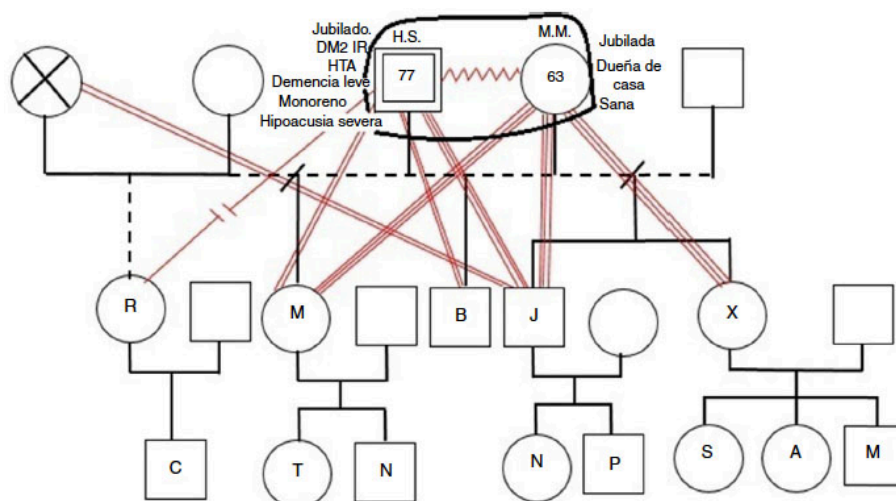 Jubilado.
DM2 IR
HTA
Demencia leve
Monoreno
Hipoacusia severa
H.S.
77
M.M.
63
Jubilada
Dueña de
casa
Sana
R
M
B
J
X
C
T
N
N
P
S
A
M